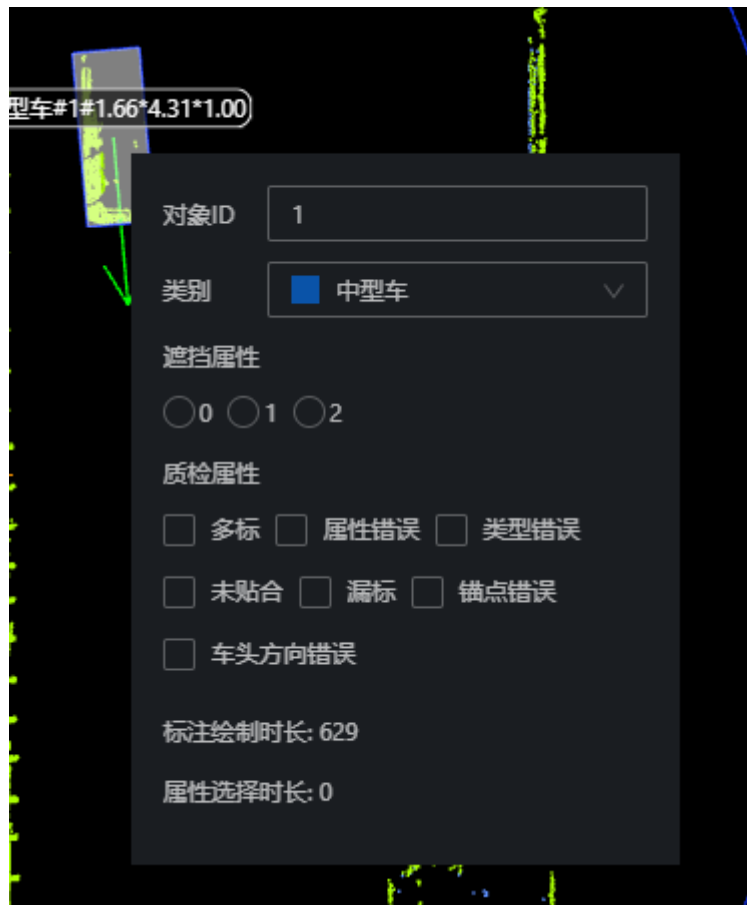 型车#1#1.66*4.31*1.00)
对象ID 1
类别 中型车
遮挡属性
0 1 2
质检属性
多标 属性错误 类型错误
未贴合 漏标 锚点错误
车头方向错误
标注绘制时长: 629
属性选择时长: 0